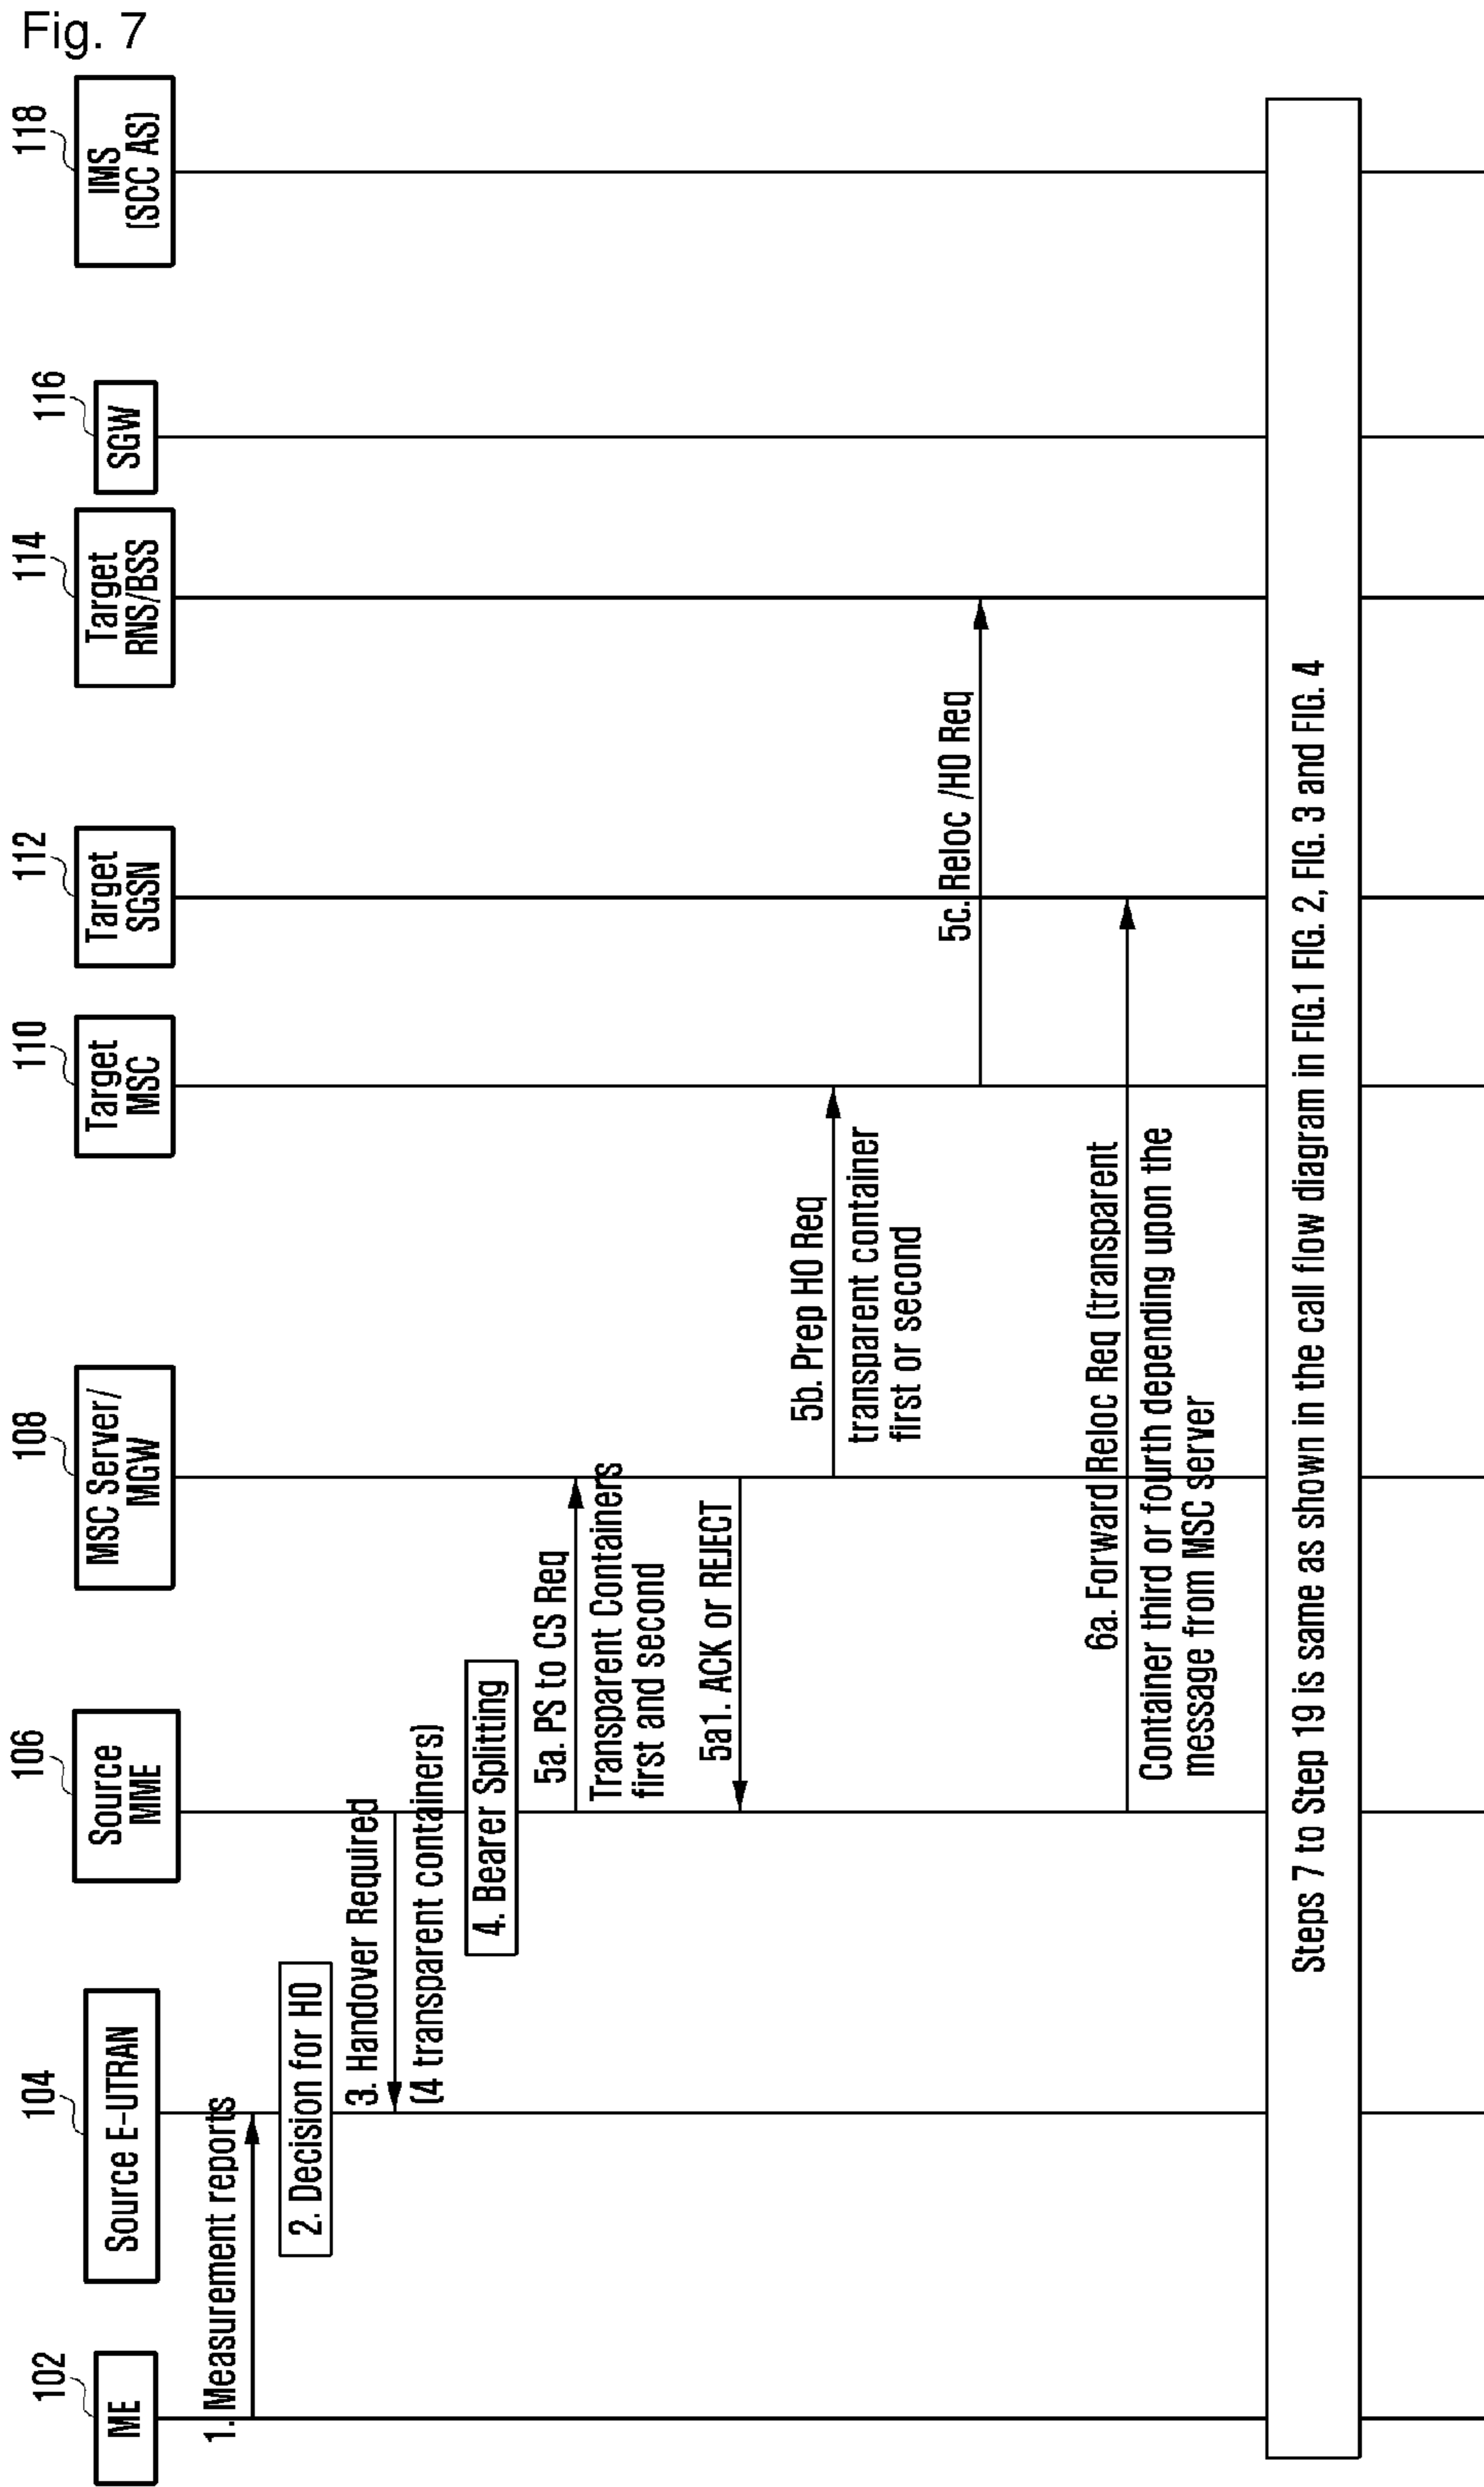 Fig. 7
102
ME
104
Source E-UTRAN
106
Source
MME
108
MSC Server/
MGW
110
Target
MSC
112
Target
SGSN
114
Target
RNS/BSS
116
SGW
118
IMS
(SCC AS)
1. Measurement reports
2. Decision for HO
3. Handover Required
(4 transparent containers)
4. Bearer Splitting
5a. PS to CS Req
Transparent Containers
first and second
5a1. ACK or REJECT
5b. Prep HO Req
transparent container
first or second
5c. Reloc /HO Req
6a. Forward Reloc Req (transparent
Container third or fourth depending upon the
message from MSC server
Steps 7 to Step 19 is same as shown in the call flow diagram in FIG.1 FIG. 2, FIG. 3 and FIG. 4